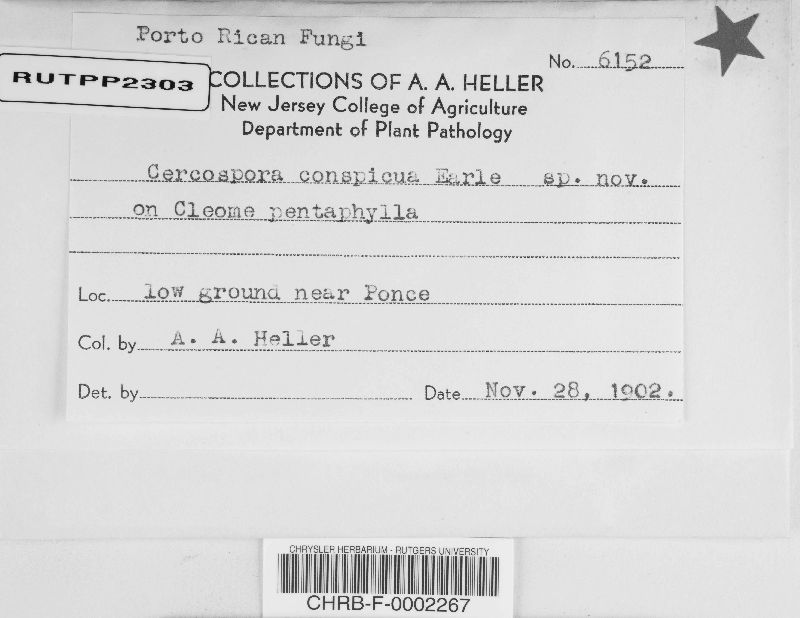 Porto Rican Fungi
No. 6152
RUTPP2303
COLLECTIONS OF A. A. HELLER
New Jersey College of Agriculture
Department of Plant Pathology
Cercospora conspicua Earle sp. nov.
on Cleome pentaphylla
Loc. low ground near Ponce
Col. by A. A. Heller
Det. by
Date Nov. 28, 1902.
CHRYSLER HERBARIUM - RUTGERS UNIVERSITY
CHRB-F-0002267